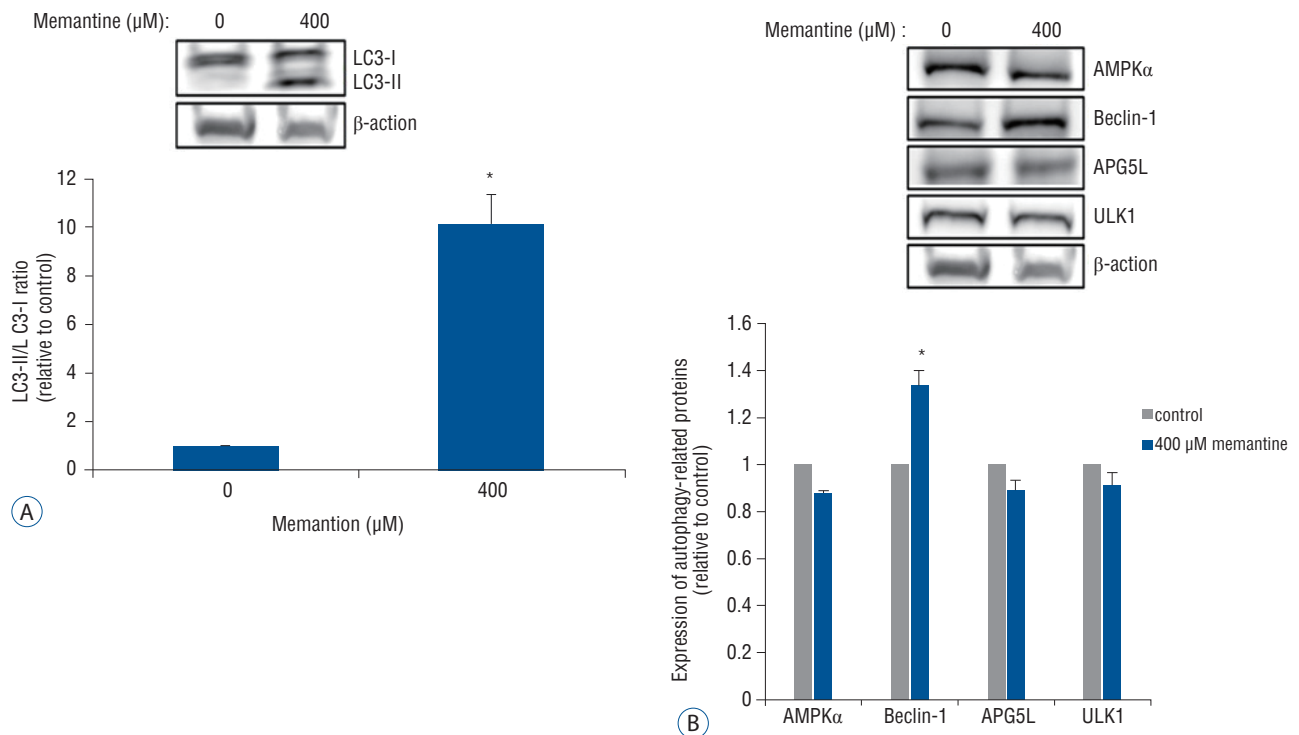 Memantine (µM): 0 400
LC3-I
LC3-II
β-action
12
10
8
6
4
2
0
LC3-II/L C3-I ratio
(relative to control)
*
0 400
Memantion (µM)
A
Memantine (µM) : 0 400
AMPKα
Beclin-1
APG5L
ULK1
β-action
1.6
1.4
1.2
1
0.8
0.6
0.4
0.2
0
Expression of autophagy-related proteins
(relative to control)
*
control
400 µM memantine
AMPKα Beclin-1 APG5L ULK1
B